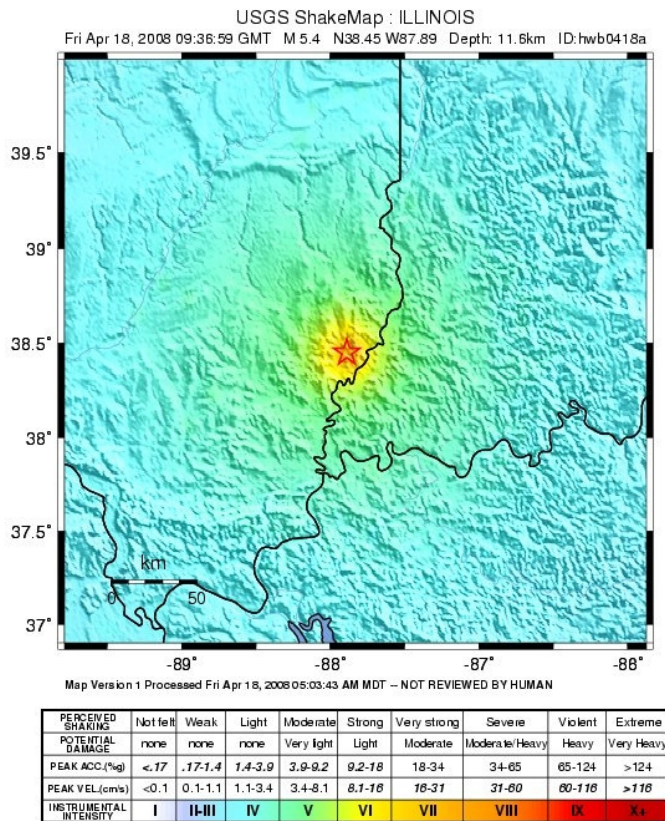 USGS ShakeMap : ILLINOIS
Fri Apr 18, 2008 09:36:59 GMT M 5.4 N38.45 W87.89 Depth: 11.6km ID:hwb0418a
39.5
39
38.5
38
37.5
37
km
0 50
-89 -88 -87 -88
Map Version 1 Processed Fri Apr 18, 2008 05:03:43 AM MDT -- NOT REVIEWED BY HUMAN
PERCEIVED SHAKING Not felt Weak Light Moderate Strong Very strong Severe Violent Extreme
POTENTIAL DAMAGE none none none Very light Light Moderate Moderate/Heavy Heavy Very Heavy
PEAK ACC.(%g) <.17 .17-1.4 1.4-3.9 3.9-9.2 9.2-18 18-34 34-65 65-124 >124
PEAK VEL.(cm/s) <0.1 0.1-1.1 1.1-3.4 3.4-8.1 8.1-16 16-31 31-60 60-116 >116
INSTRUMENTAL INTENSITY I II-III IV V VI VII VIII IX X+